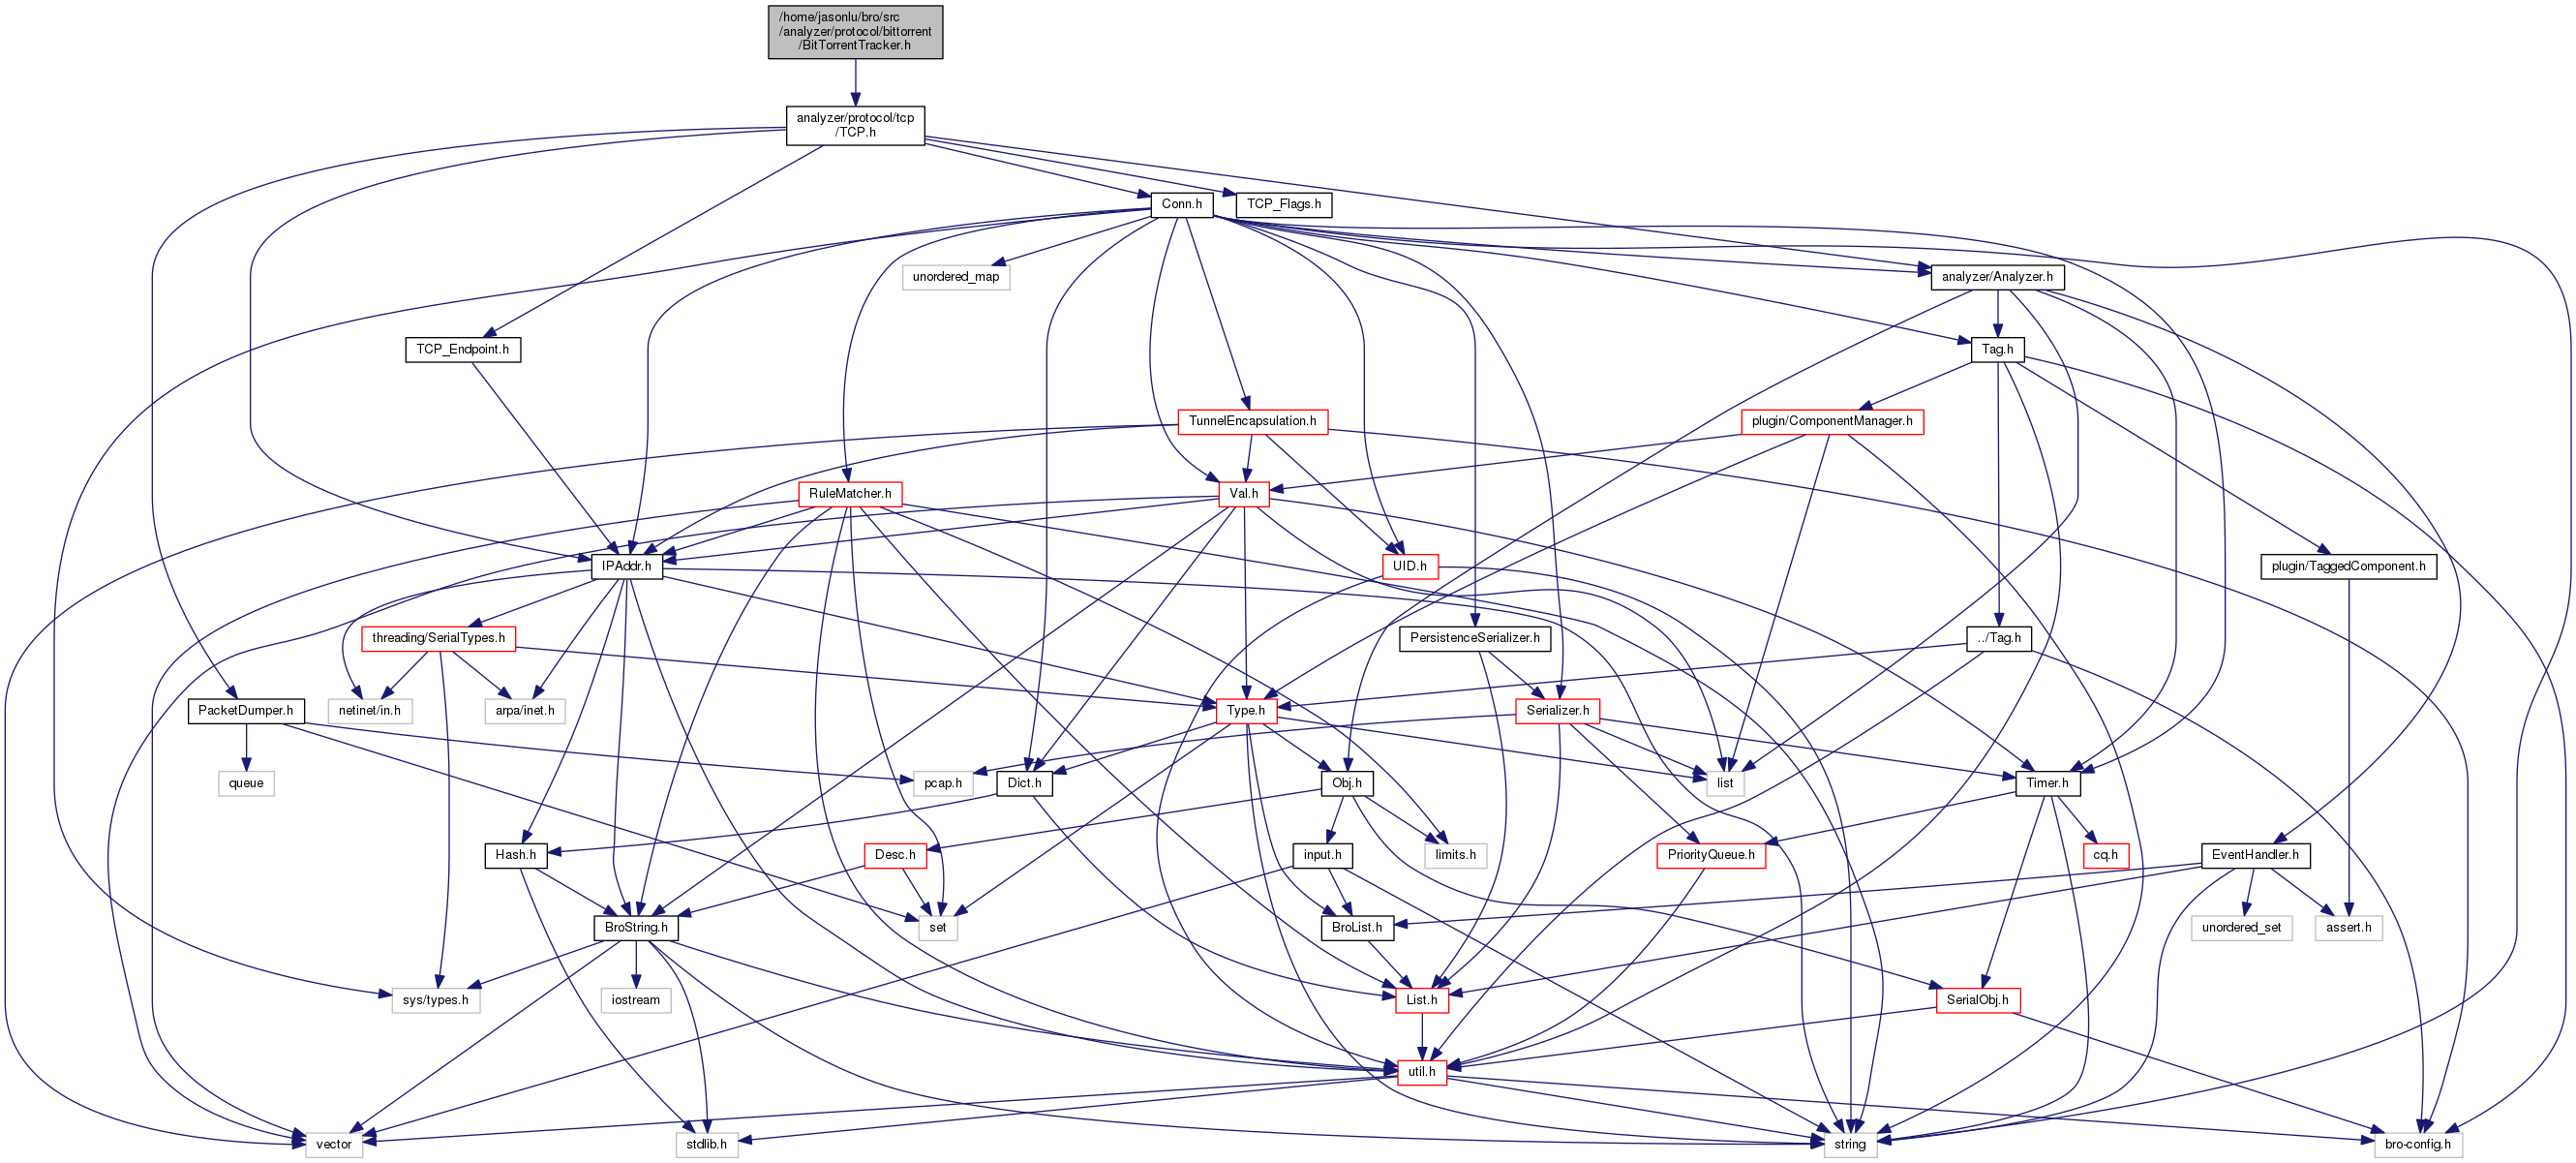 /home/jasonlu/bro/src
/analyzer/protocol/bittorrent
/BitTorrentTracker.h
analyzer/protocol/tcp
/TCP.h
Conn.h
TCP_Flags.h
unordered_map
analyzer/Analyzer.h
TCP_Endpoint.h
Tag.h
TunnelEncapsulation.h
plugin/ComponentManager.h
RuleMatcher.h
Val.h
IPAddr.h
UID.h
plugin/TaggedComponent.h
threading/SerialTypes.h
PersistenceSerializer.h
../Tag.h
PacketDumper.h
netinet/in.h
arpa/inet.h
Type.h
Serializer.h
queue
pcap.h
Dict.h
Obj.h
list
Timer.h
Hash.h
Desc.h
input.h
limits.h
PriorityQueue.h
cq.h
EventHandler.h
BroString.h
set
BroList.h
unordered_set
assert.h
sys/types.h
iostream
List.h
SerialObj.h
util.h
vector
stdlib.h
string
bro-config.h